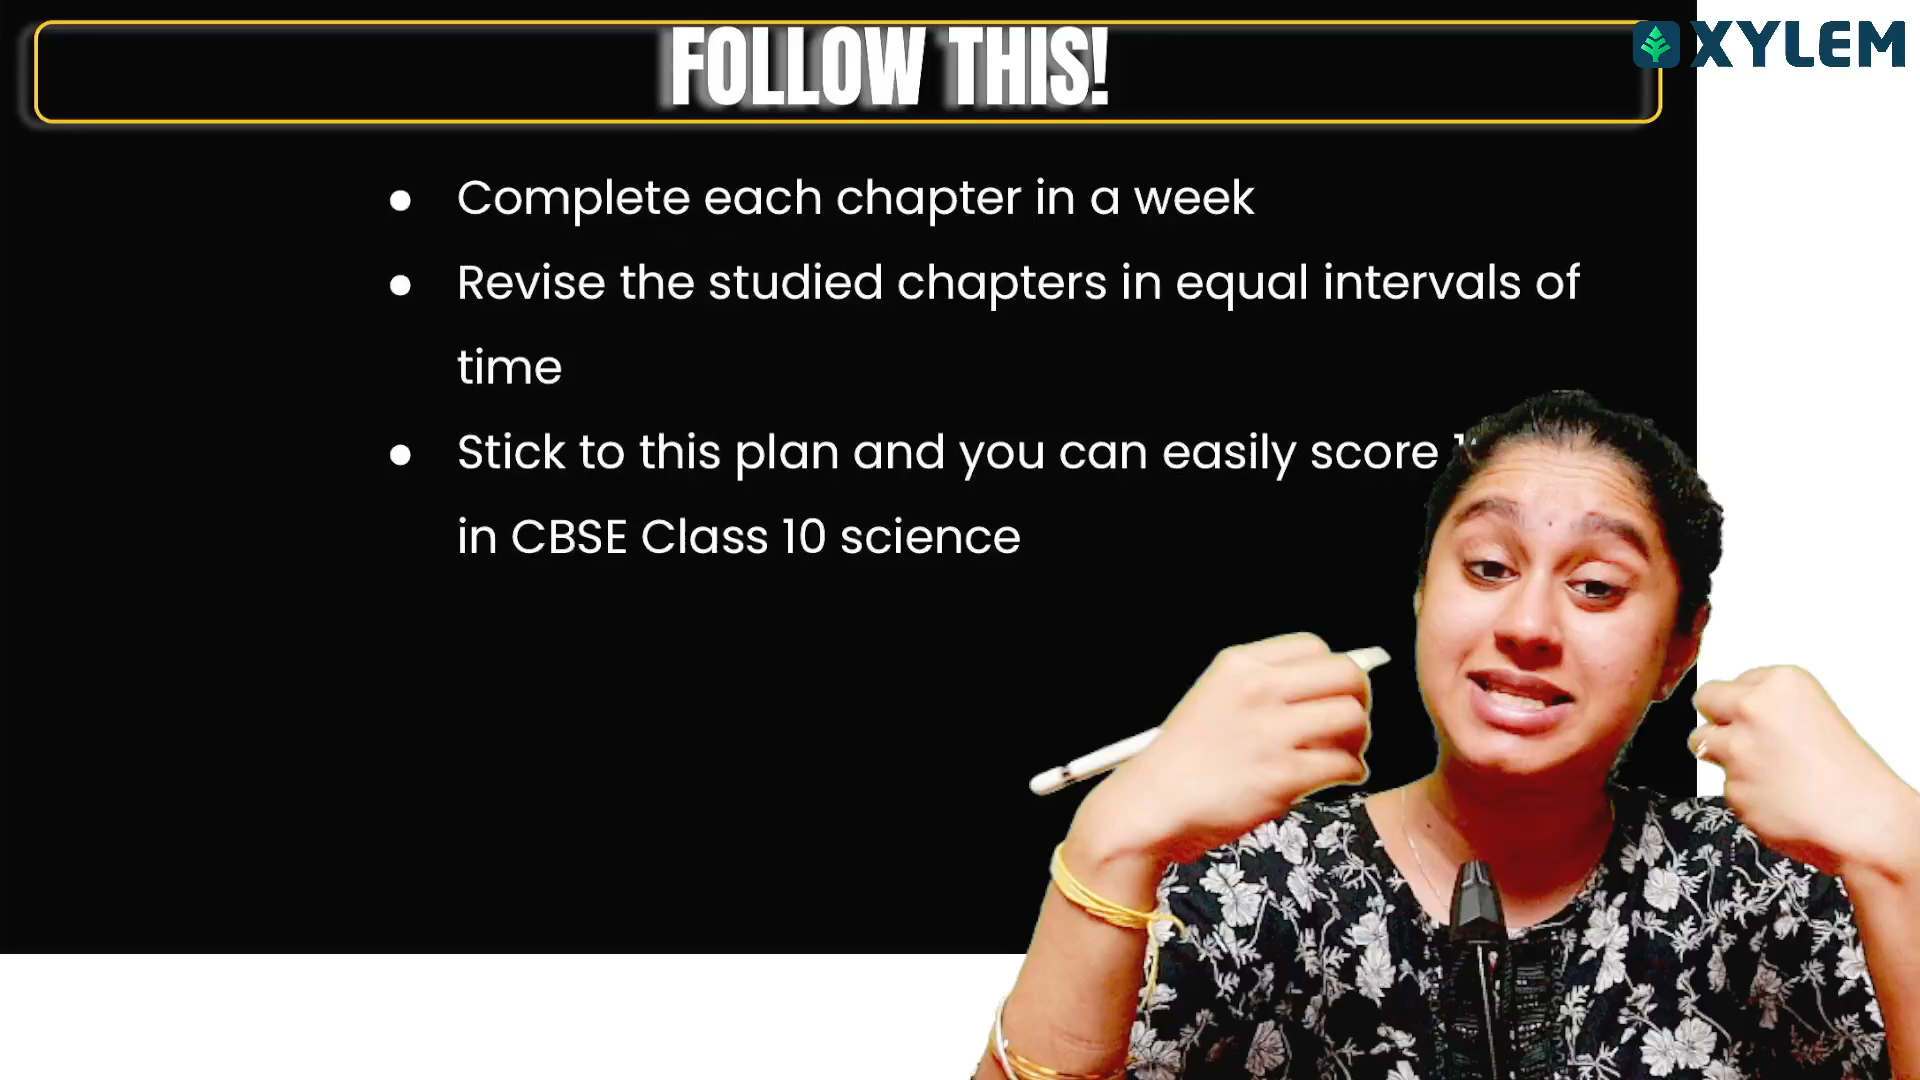 FOLLOW THIS!
XYLEM
● Complete each chapter in a week
● Revise the studied chapters in equal intervals of
time
● Stick to this plan and you can easily score
in CBSE Class 10 science